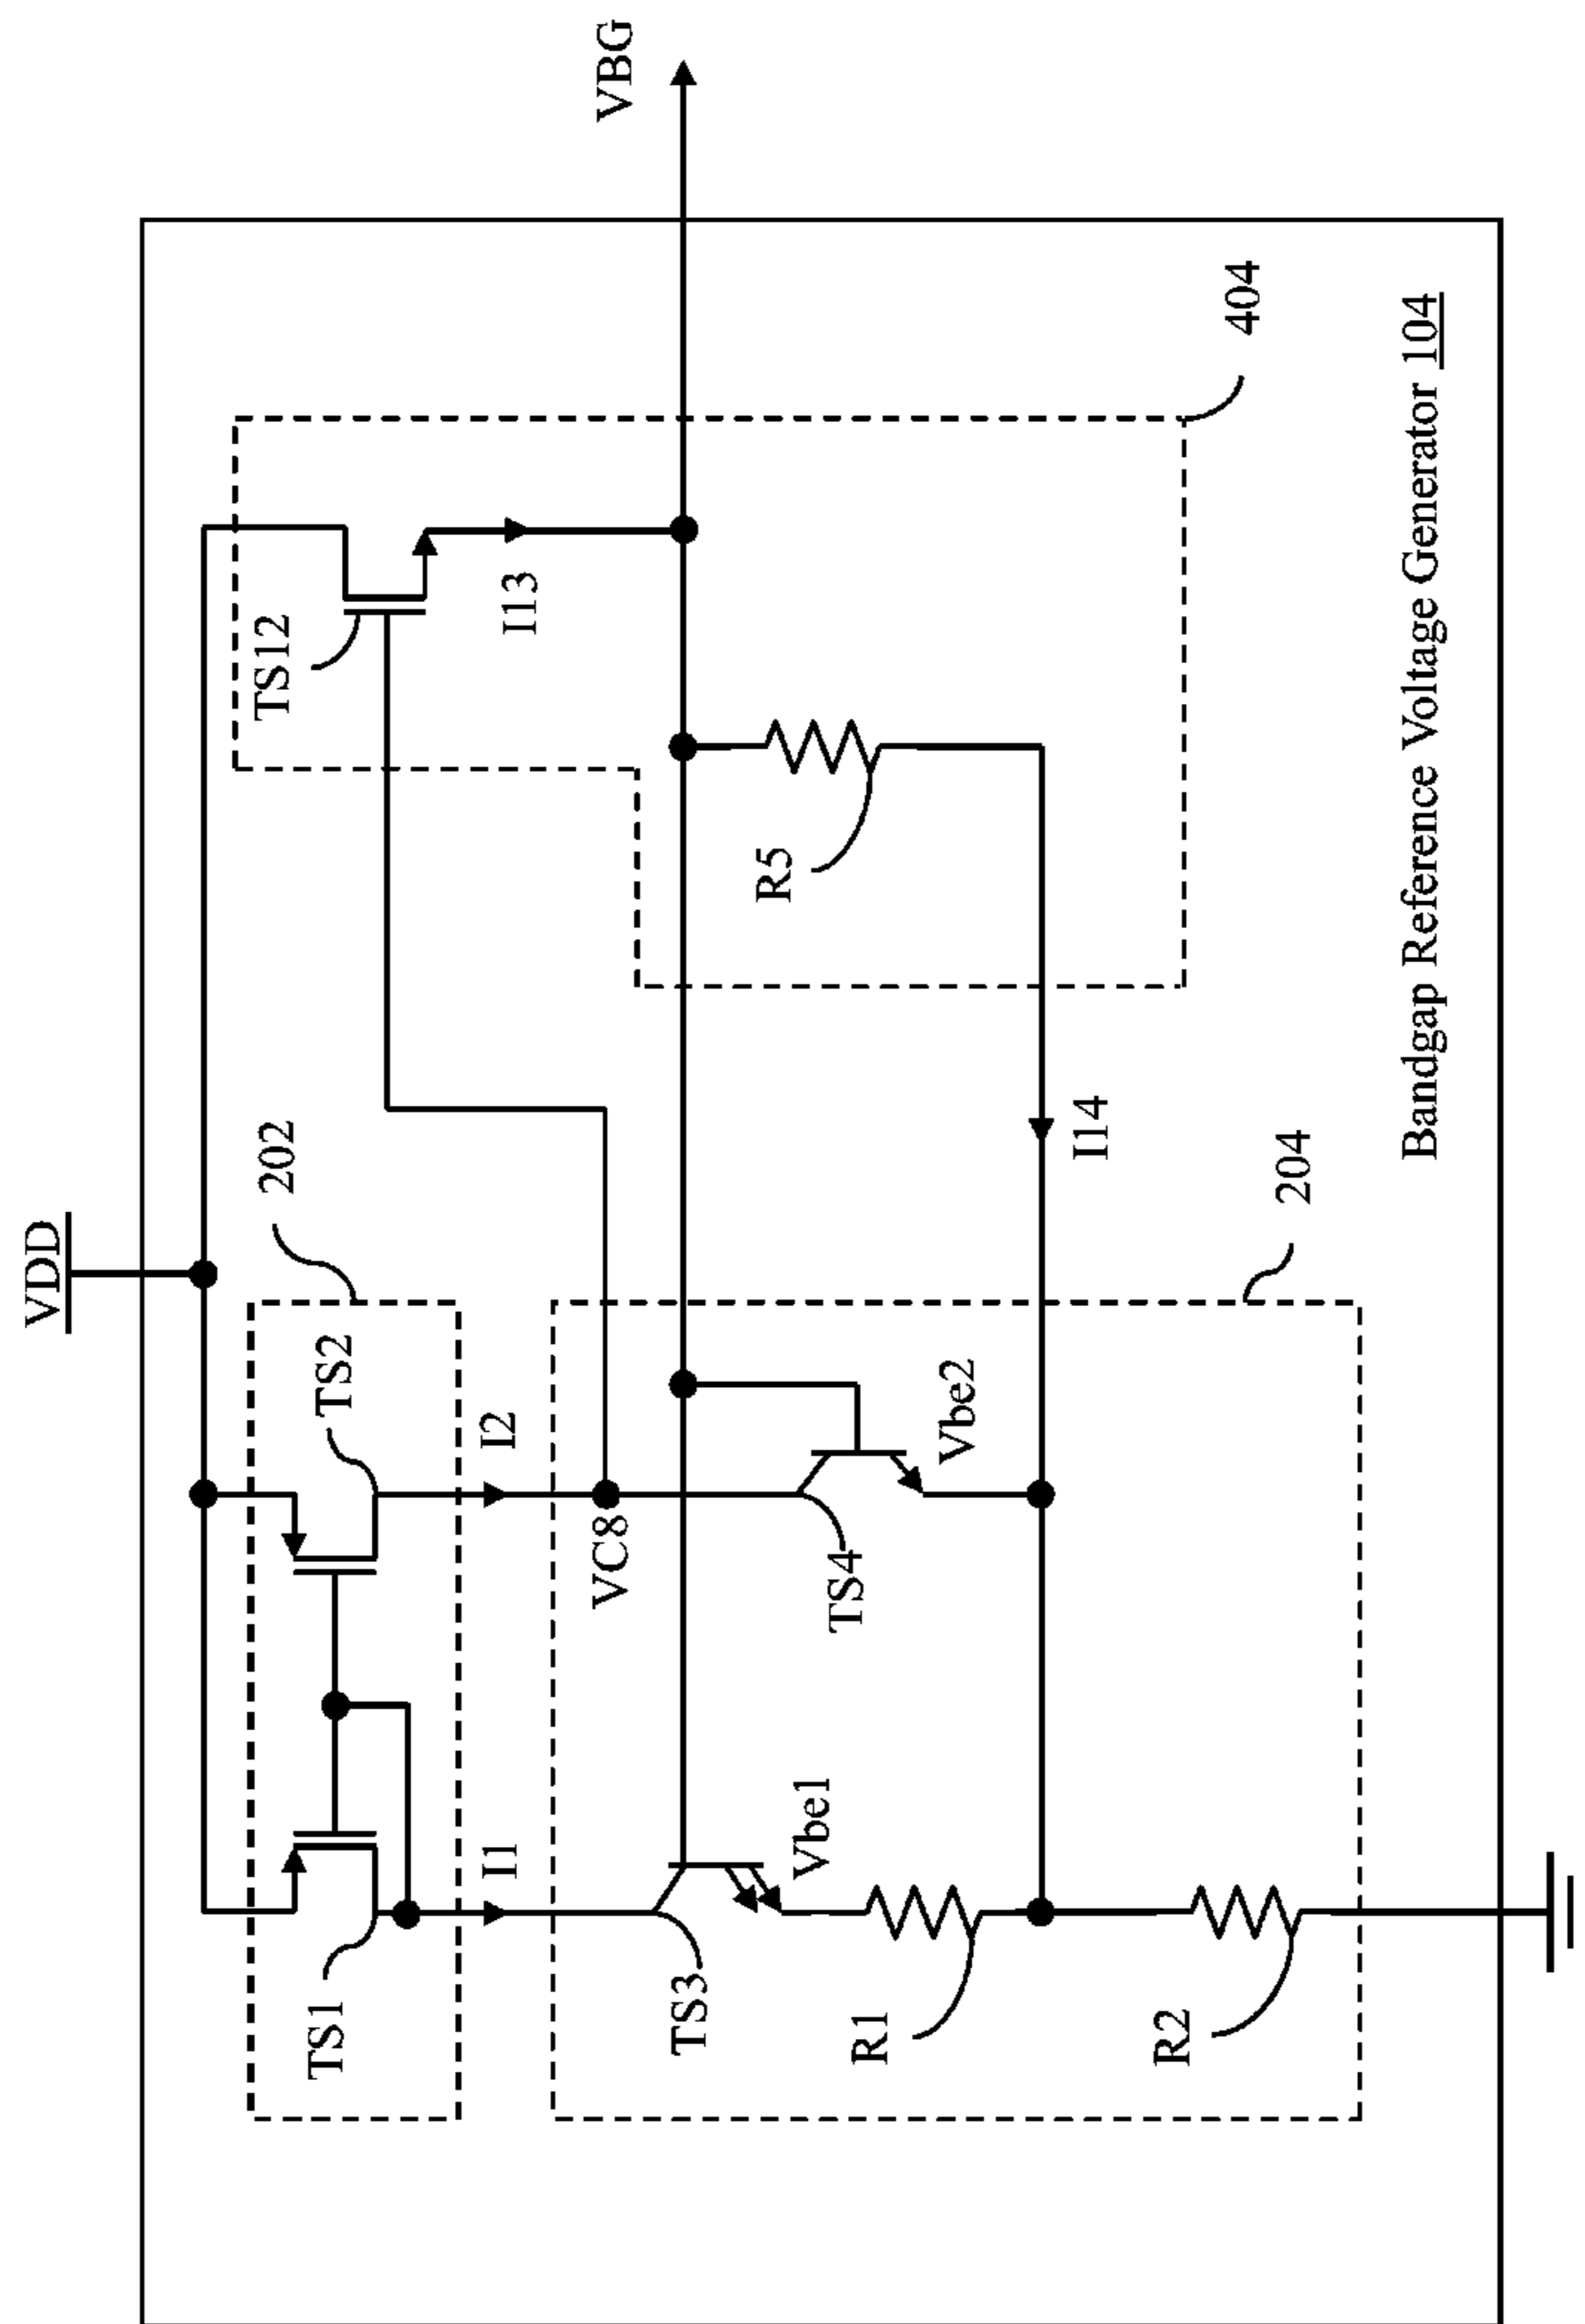 VDD
VBG
202
TS1
TS2
TS12
I1
I2
I13
VC8
404
TS3
Vbe1
TS4
Vbe2
R5
R1
I14
R2
204
Bandgap Reference Voltage Generator 104